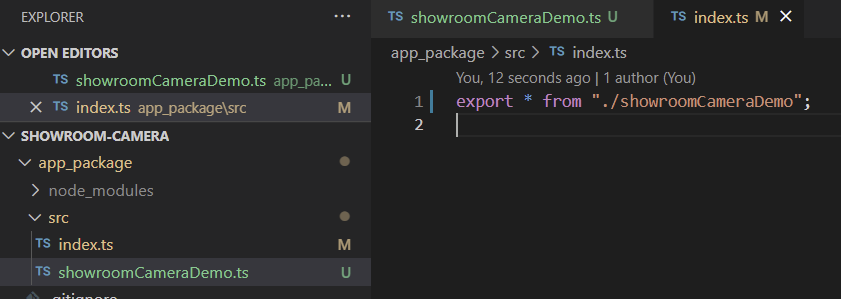 EXPLORER
···
OPEN EDITORS
TS showroomCameraDemo.ts app_pa... U
TS index.ts app_package\src M
SHOWROOM-CAMERA
app_package
node_modules
src
TS index.ts M
TS showroomCameraDemo.ts U
.gitignore
TS showroomCameraDemo.ts U
TS index.ts M
app_package > src > TS index.ts
You, 12 seconds ago | 1 author (You)
1 export * from "./showroomCameraDemo";
2